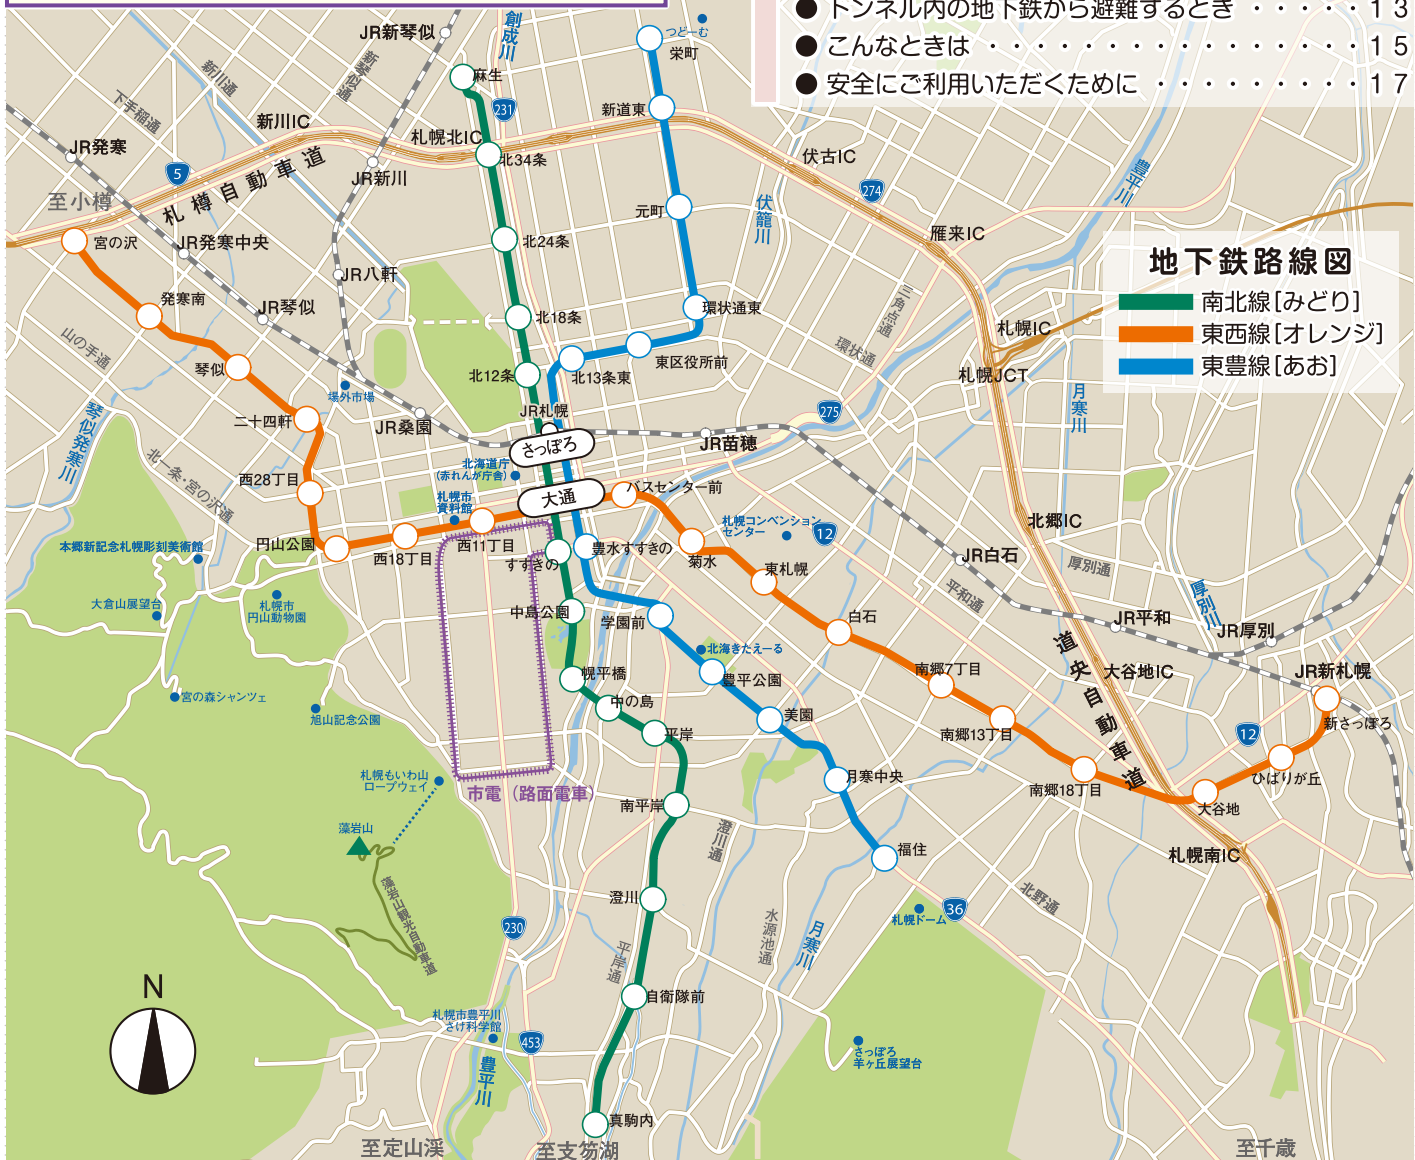 ● トンネル内の地下鉄から避難するとき ・・・・・13
● こんなときは ・・・・・・・・・・・・・・・15
● 安全にご利用いただくために ・・・・・・・・・17
地下鉄路線図
南北線[みどり]
東西線[オレンジ]
東豊線[あお]
創成川
つどーむ
栄町
JR新琴似
新琴似通
新川通
下手稲通
麻生
231
新道東
新川IC
札幌北IC
JR発寒
北34条
伏古IC
5
JR新川
274
豊平川
札樽自動車道
至小樽
元町
伏籠川
雁来IC
宮の沢
JR発寒中央
北24条
JR八軒
発寒南
JR琴似
北18条
環状通東
三角点通
札幌IC
山の手通
環状通
琴似
北12条
北13条東
東区役所前
札幌JCT
場外市場
月寒川
琴似発寒川
二十四軒
JR桑園
JR札幌
さっぽろ
275
JR苗穂
北一条・宮の沢通
北海道庁
(赤れんが庁舎)
西28丁目
札幌市
資料館
大通
バスセンター前
札幌コンベンション
センター
12
北郷IC
本郷新記念札幌彫刻美術館
円山公園
西18丁目
西11丁目
すすきの
豊水すすきの
菊水
東札幌
JR白石
厚別通
平和通
大倉山展望台
札幌市
円山動物園
中島公園
学園前
白石
JR平和
厚別川
JR厚別
北海きたえーる
南郷7丁目
大谷地IC
JR新札幌
宮の森シャンツェ
旭山記念公園
幌平橋
中の島
豊平公園
美園
平岸
南郷13丁目
道央自動車道
12
新さっぽろ
札幌もいわ山
ロープウェイ
市電（路面電車）
月寒中央
南郷18丁目
ひばりが丘
大谷地
南平岸
藻岩山
澄川通
福住
札幌南IC
藻岩山観光自動車道
澄川
北野通
230
水源池通
月寒川
札幌ドーム
36
平岸通
N
自衛隊前
札幌市豊平川
さけ科学館
453
さっぽろ
羊ヶ丘展望台
豊平川
真駒内
至定山渓
至支笏湖
至千歳